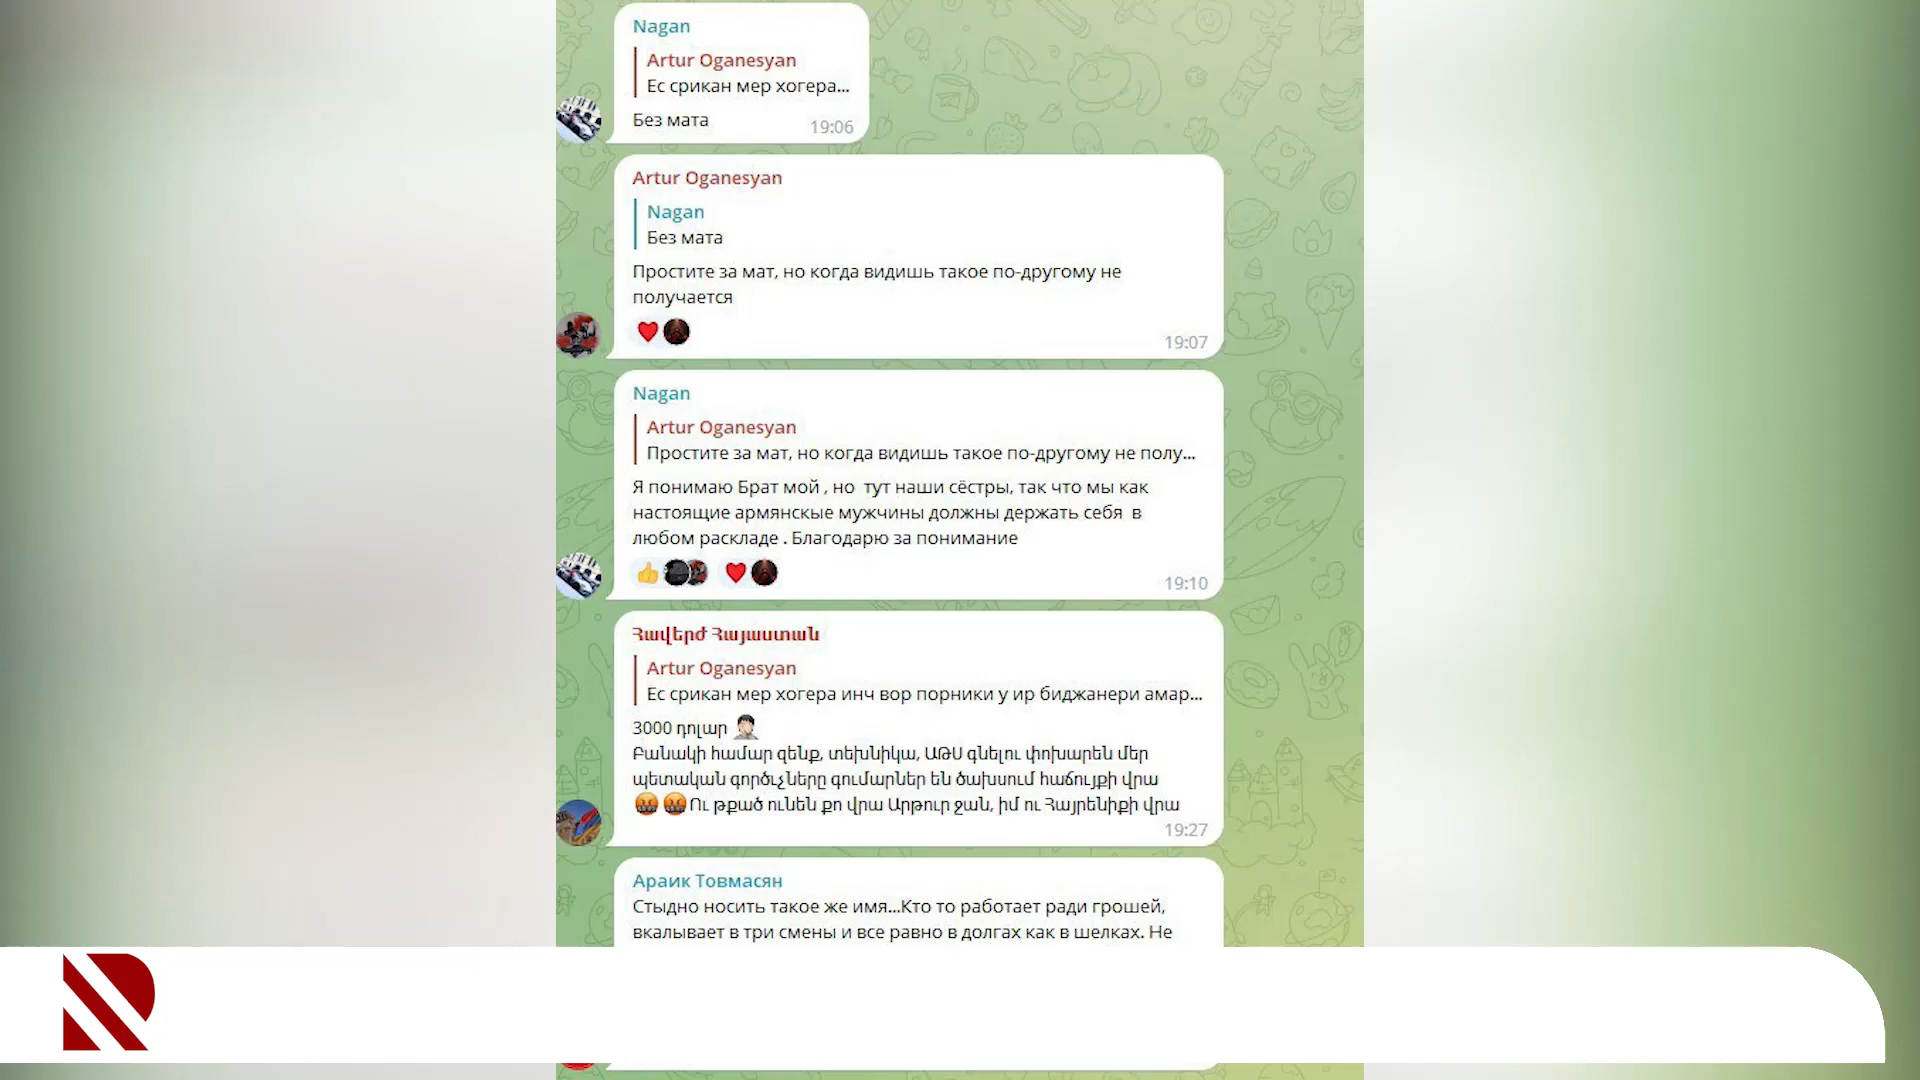 Nagan
Artur Oganesyan
Ес срикан мер хогера...
Без мата
19:06
Artur Oganesyan
Nagan
Без мата
Простите за мат, но когда видишь такое по-другому не
получается
19:07
Nagan
Artur Oganesyan
Простите за мат, но когда видишь такое по-другому не полу...
Я понимаю Брат мой , но тут наши сёстры, так что мы как
настоящие армянскые мужчины должны держать себя в
любом раскладе . Благодарю за понимание
19:10
Հավերժ Հայաստան
Artur Oganesyan
Ес срикан мер хогера инч вор порники у ир биджанери амар...
3000 դոլար 🤦🏻‍♂️
Բանակի համար զենք, տեխնիկա, ԱԹՍ գնելու փոխարեն մեր
պետական գործւչները գումարներ են ծախսում հաճույքի վրա
🤬 🤬Ու թքած ունեն քո վրա Արթուր ջան, իմ ու Հայրենիքի վրա
19:27
Араик Товмасян
Стыдно носить такое же имя...Кто то работает ради грошей,
вкалывает в три смены и все равно в долгах как в шелках. Не